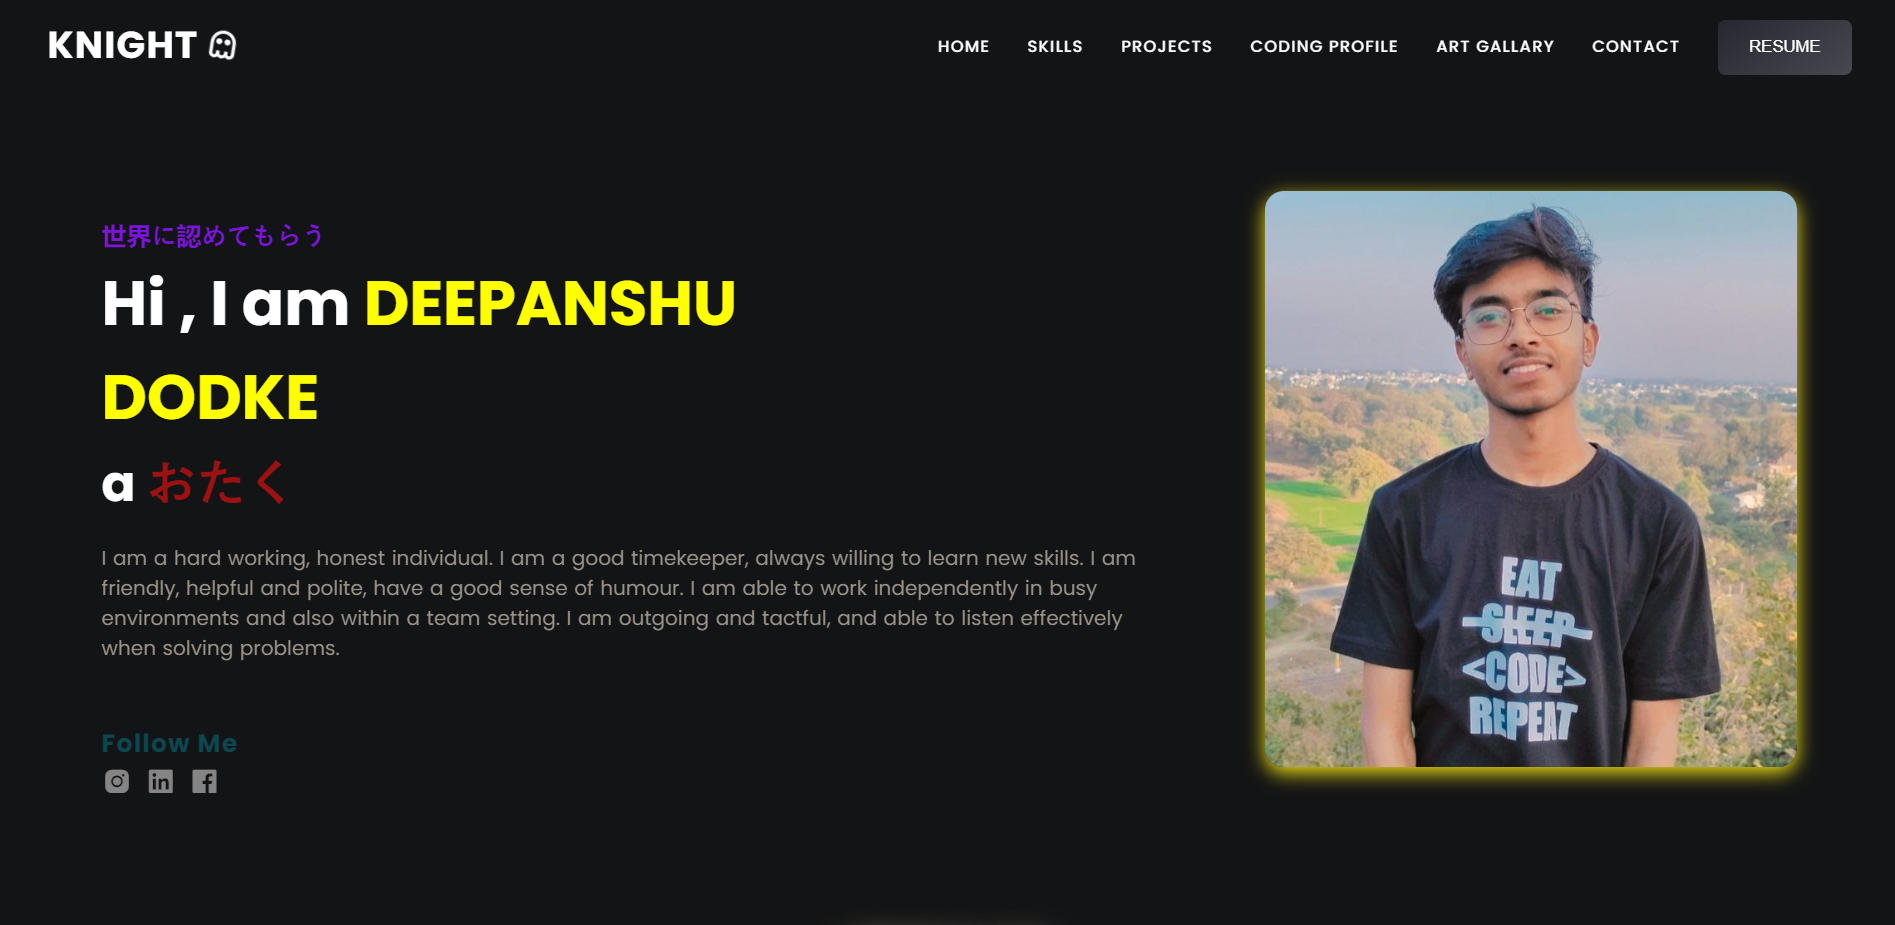 KNIGHT
HOME SKILLS PROJECTS CODING PROFILE ART GALLARY CONTACT RESUME
世界に認めてもらう
Hi , I am DEEPANSHU
DODKE
a おたく
I am a hard working, honest individual. I am a good timekeeper, always willing to learn new skills. I am
friendly, helpful and polite, have a good sense of humour. I am able to work independently in busy
environments and also within a team setting. I am outgoing and tactful, and able to listen effectively
when solving problems.
Follow Me
EAT
SLEEP
<CODE>
REPEAT